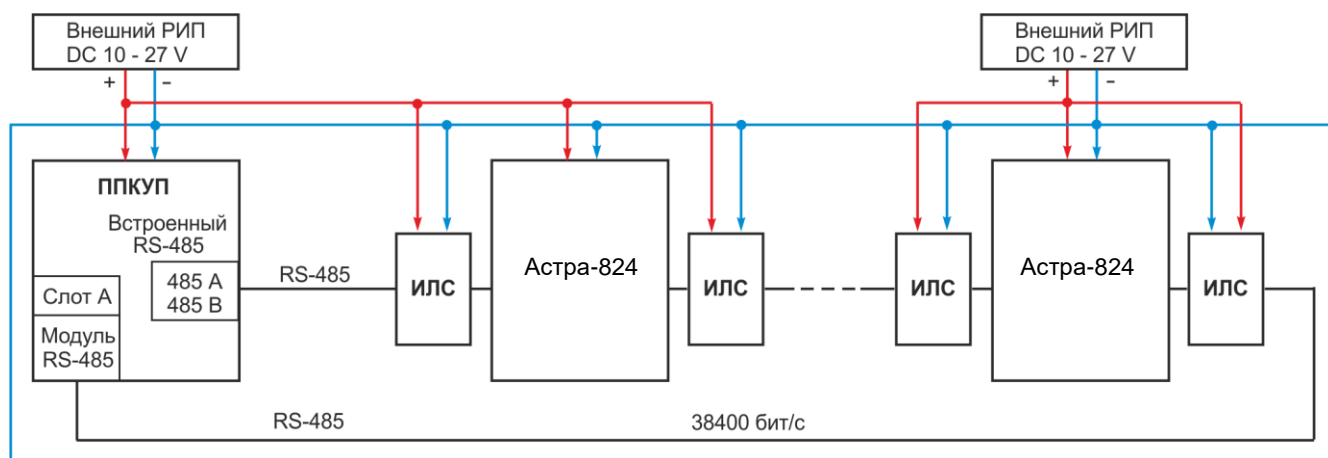 Внешний РИП
DC 10 - 27 V
+ –
Внешний РИП
DC 10 - 27 V
+ –
ППКУП
Встроенный
RS-485
485 A
485 B
Слот A
Модуль
RS-485
RS-485
ИЛС
Астра-824
ИЛС
ИЛС
Астра-824
ИЛС
RS-485
38400 бит/с